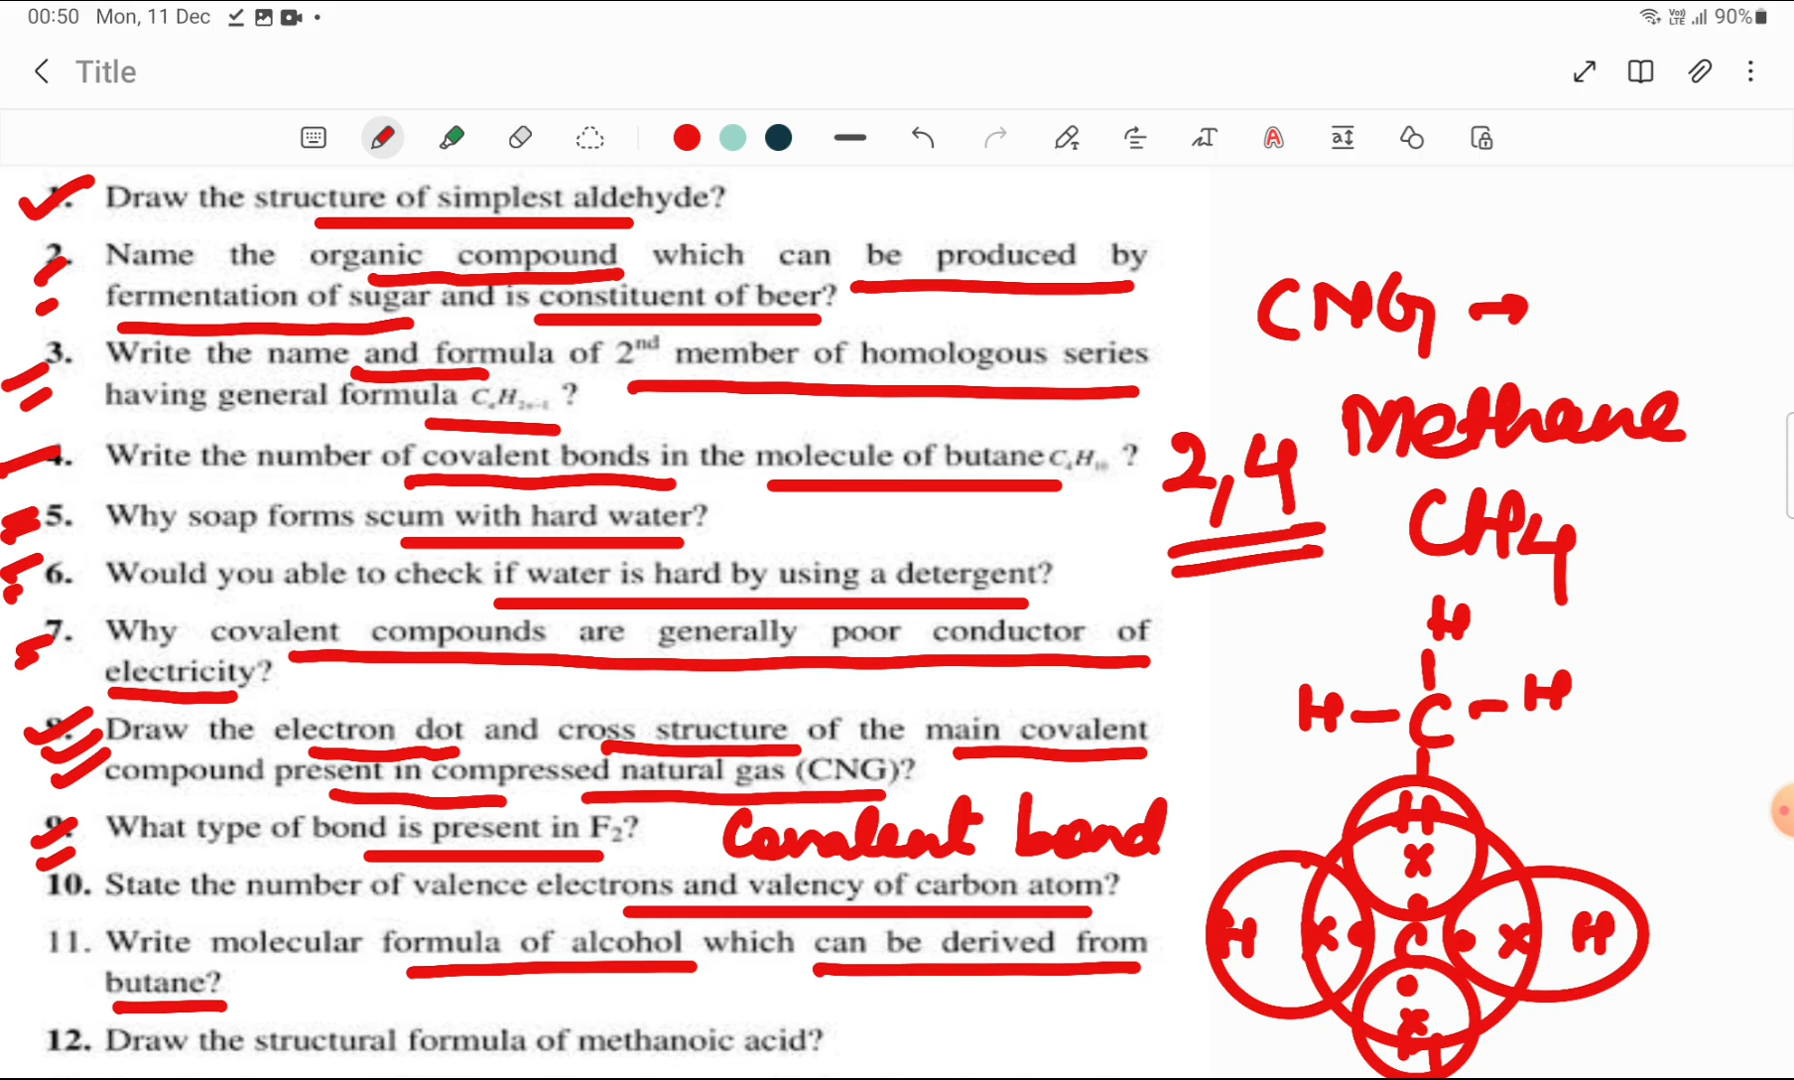 00:50 Mon, 11 Dec
90%
Title
1. Draw the structure of simplest aldehyde?
2. Name the organic compound which can be produced by
fermentation of sugar and is constituent of beer?
3. Write the name and formula of 2nd member of homologous series
having general formula ?
4. Write the number of covalent bonds in the molecule of butane C₄H₁₀ ?
5. Why soap forms scum with hard water?
6. Would you able to check if water is hard by using a detergent?
7. Why covalent compounds are generally poor conductor of
electricity?
8. Draw the electron dot and cross structure of the main covalent
compound present in compressed natural gas (CNG)?
9. What type of bond is present in F₂?
Covalent bond
10. State the number of valence electrons and valency of carbon atom?
11. Write molecular formula of alcohol which can be derived from
butane?
12. Draw the structural formula of methanoic acid?
CNG →
Methane
2,4
CH4
H
H-C-H
H
x
H x C x H
x
H